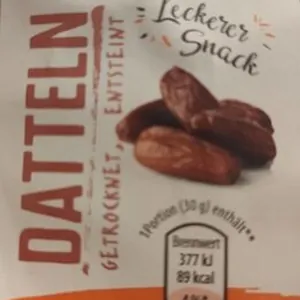 DATTELN
GETROCKNET, ENTSTEINT
Leckerer
Snack
1 Portion (30 g) enthält**
Brennwert
377 kJ
89 kcal